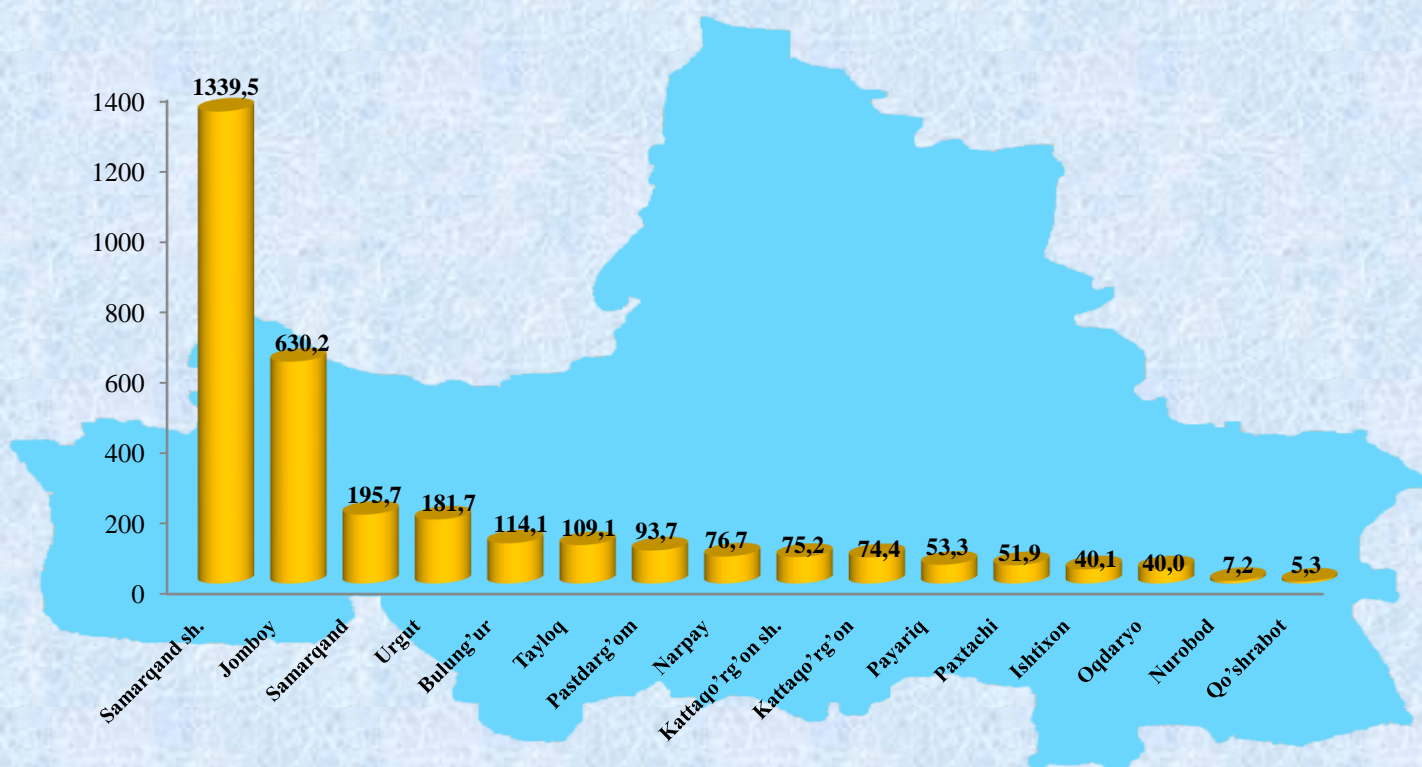 1339,5
1400
1200
1000
800
630,2
600
400
200
195,7
181,7
114,1
109,1
93,7
76,7
75,2
74,4
53,3
51,9
40,1
40,0
7,2
5,3
0
Samarqand sh.
Jomboy
Samarqand
Urgut
Bulung’ur
Tayloq
Pastdarg’om
Narpay
Kattaqo’rg’on sh.
Kattaqo’rg’on
Payariq
Paxtachi
Ishtixon
Oqdaryo
Nurobod
Qo’shrabot